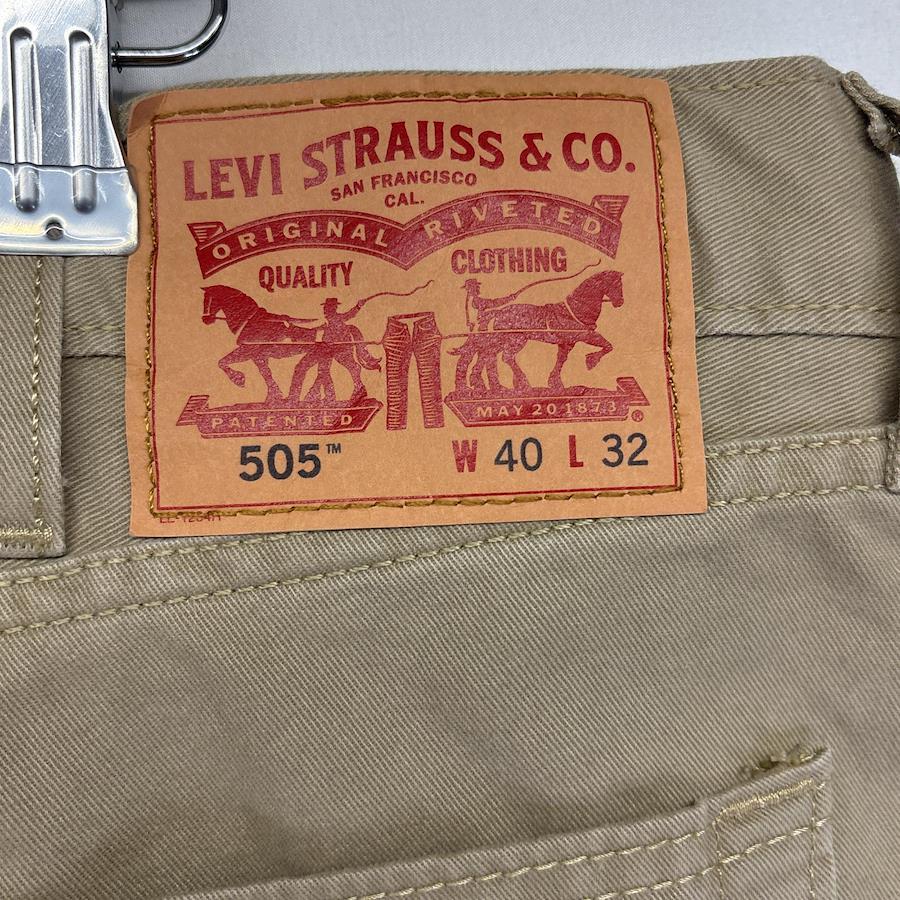 LEVI STRAUSS & CO.
SAN FRANCISCO
CAL.
ORIGINAL RIVETED
QUALITY CLOTHING
PATENTED MAY 20 1873 ®
505™ W 40 L 32